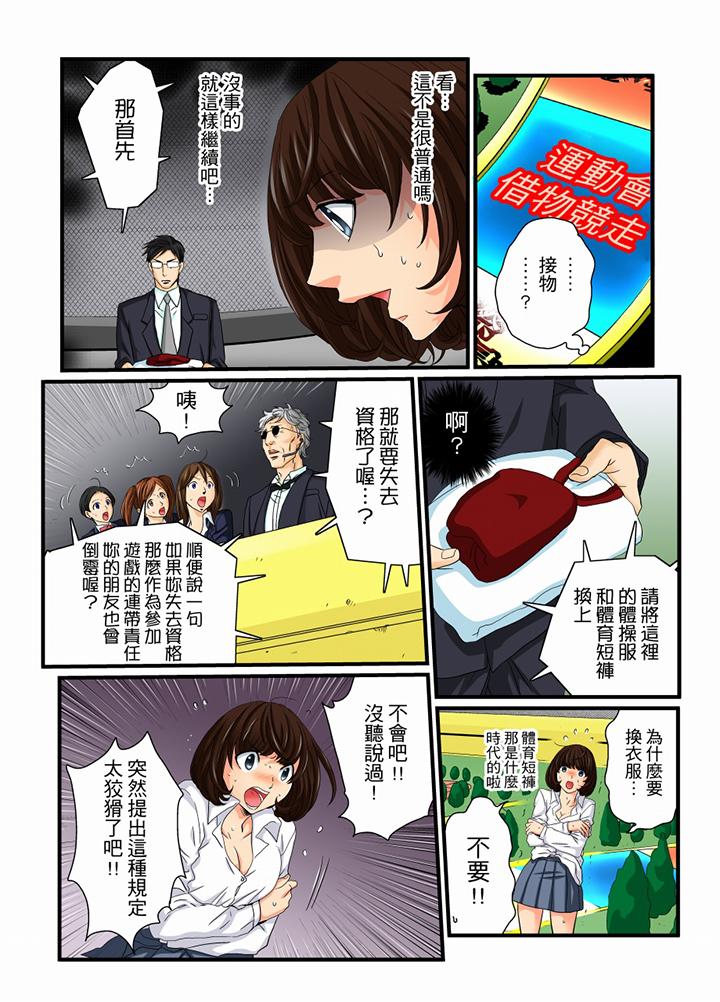 運動會
借物競走
……
接物
……?
看…
這不是很普通嗎
沒事的
就這樣繼續吧…
那首先
啊?
請將這裡
的體操服
和體育短褲
換上
那就要失去
資格了喔…?
咦!
順便說一句
如果妳失去資格
那麼作為參加
遊戲的連帶責任
妳的朋友也會
倒霉喔?
為什麼要
換衣服…
體育短褲
那是什麼
時代的啦
不要!!
不會吧!!
沒聽說過!
突然提出這種規定
太狡猾了吧!!